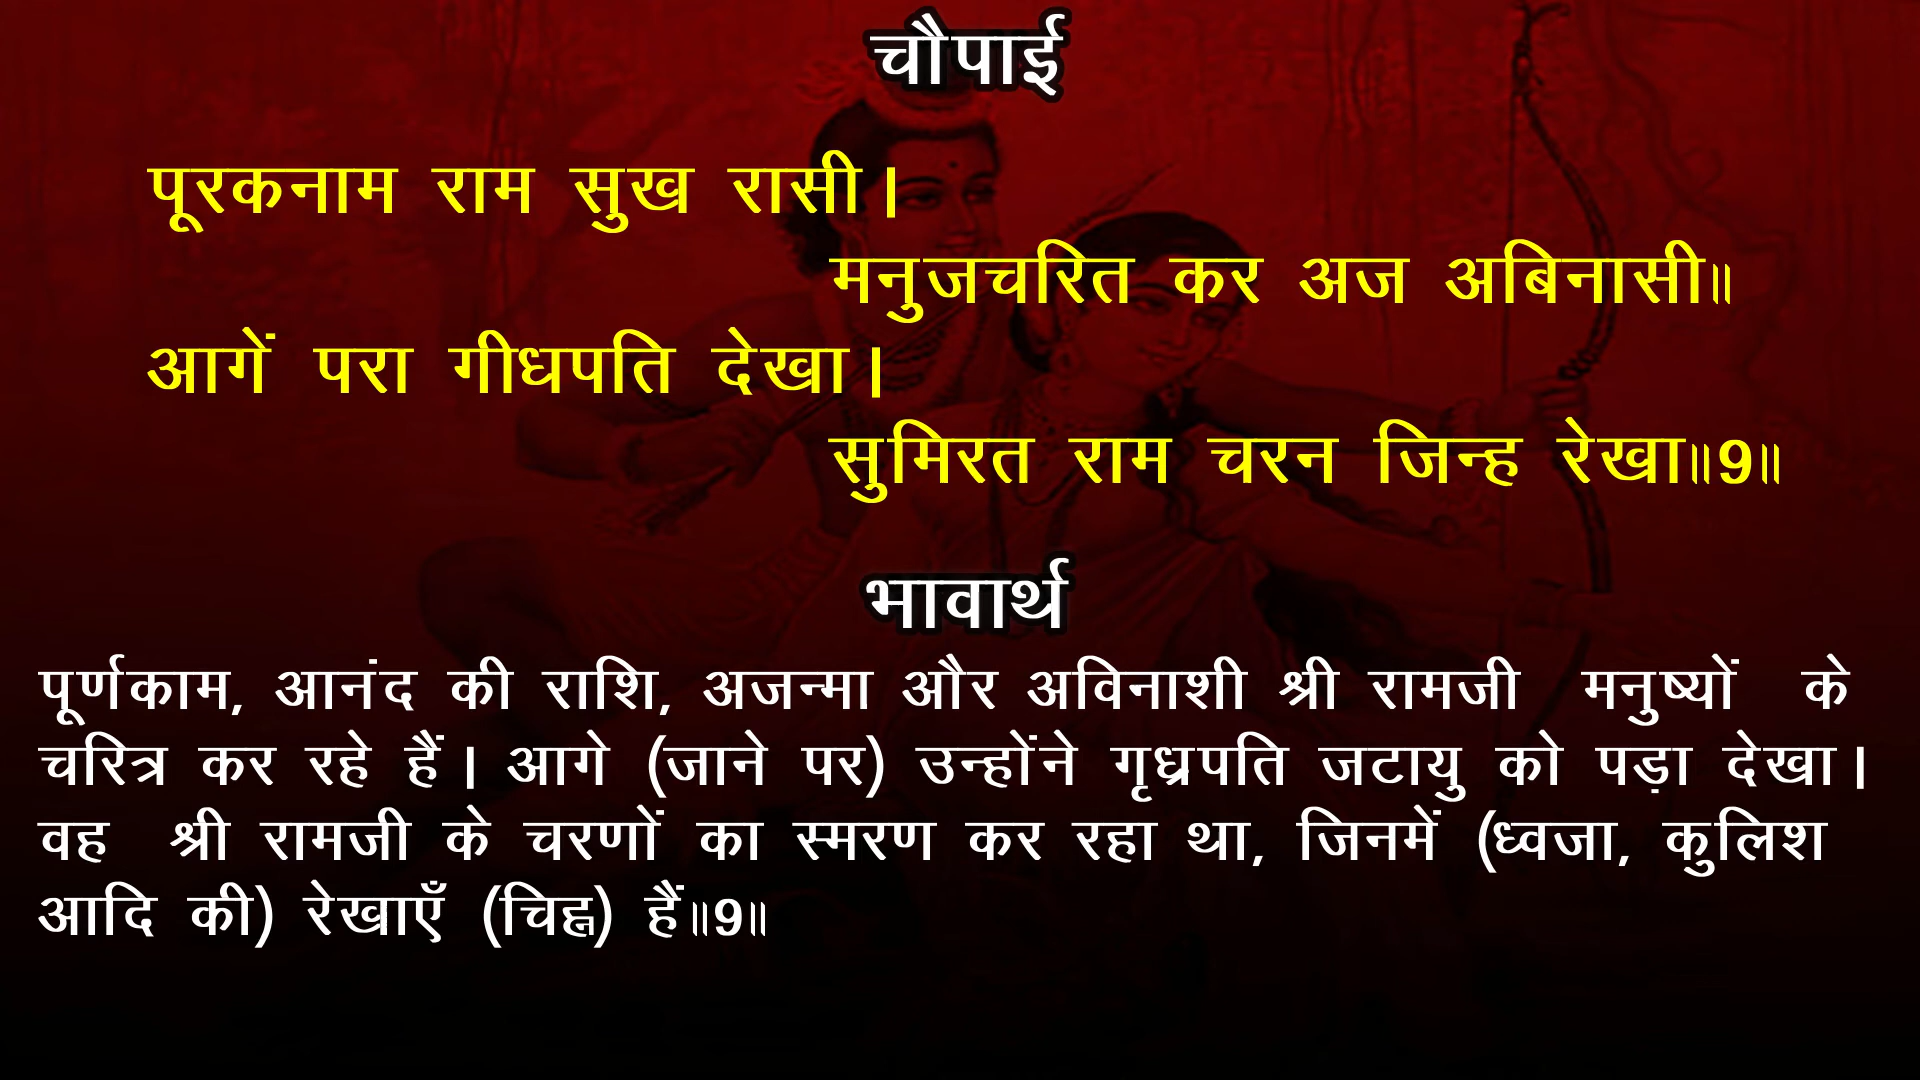 चौपाई
पूरकनाम राम सुख रासी।
मनुजचरित कर अज अबिनासी॥
आगें परा गीधपति देखा।
सुमिरत राम चरन जिन्ह रेखा॥9॥
भावार्थ
पूर्णकाम, आनंद की राशि, अजन्मा और अविनाशी श्री रामजी मनुष्यों के
चरित्र कर रहे हैं। आगे (जाने पर) उन्होंने गृध्रपति जटायु को पड़ा देखा।
वह श्री रामजी के चरणों का स्मरण कर रहा था, जिनमें (ध्वजा, कुलिश
आदि की) रेखाएँ (चिह्न) हैं॥9॥